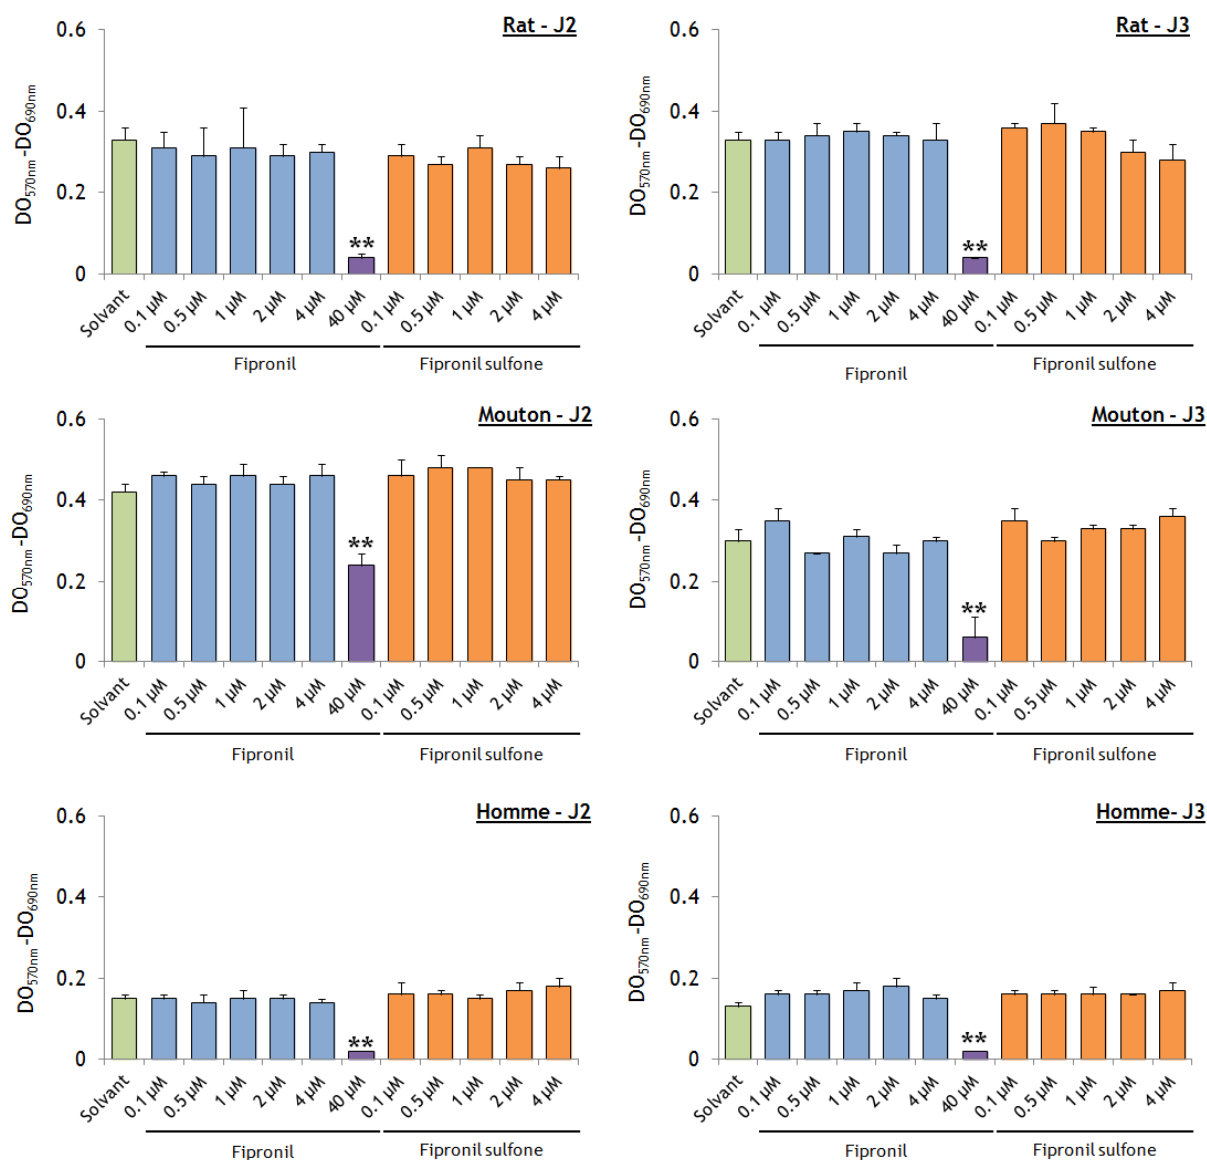 Rat - J2
0.6
0.4
0.2
0
DO570nm-DO690nm
**
Solvant 0.1 µM 0.5 µM 1 µM 2 µM 4 µM 40 µM 0.1 µM 0.5 µM 1 µM 2 µM 4 µM
Fipronil Fipronil sulfone
Rat - J3
0.6
0.4
0.2
0
DO570nm-DO690nm
**
Solvant 0.1 µM 0.5 µM 1 µM 2 µM 4 µM 40 µM 0.1 µM 0.5 µM 1 µM 2 µM 4 µM
Fipronil Fipronil sulfone
Mouton - J2
0.6
0.4
0.2
0
DO570nm-DO690nm
**
Solvant 0.1 µM 0.5 µM 1 µM 2 µM 4 µM 40 µM 0.1 µM 0.5 µM 1 µM 2 µM 4 µM
Fipronil Fipronil sulfone
Mouton - J3
0.6
0.4
0.2
0
DO570nm-DO690nm
**
Solvant 0.1 µM 0.5 µM 1 µM 2 µM 4 µM 40 µM 0.1 µM 0.5 µM 1 µM 2 µM 4 µM
Fipronil Fipronil sulfone
Homme - J2
0.6
0.4
0.2
0
DO570nm-DO690nm
**
Solvant 0.1 µM 0.5 µM 1 µM 2 µM 4 µM 40 µM 0.1 µM 0.5 µM 1 µM 2 µM 4 µM
Fipronil Fipronil sulfone
Homme- J3
0.6
0.4
0.2
0
DO570nm-DO690nm
**
Solvant 0.1 µM 0.5 µM 1 µM 2 µM 4 µM 40 µM 0.1 µM 0.5 µM 1 µM 2 µM 4 µM
Fipronil Fipronil sulfone